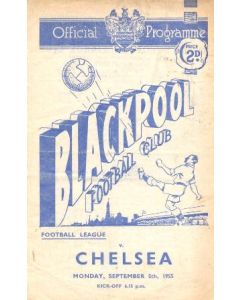 Official Programme
PRICE
2D.
BLACKPOOL
FOOTBALL CLUB
FOOTBALL LEAGUE
v.
CHELSEA
MONDAY, SEPTEMBER 5th, 1955
KICK-OFF 6.15 p.m.